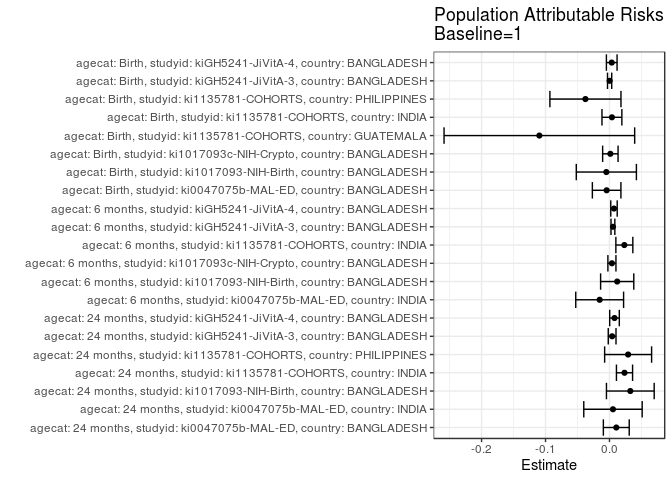 Population Attributable Risks
Baseline=1
agecat: Birth, studyid: kiGH5241-JiVitA-4, country: BANGLADESH
agecat: Birth, studyid: kiGH5241-JiVitA-3, country: BANGLADESH
agecat: Birth, studyid: ki1135781-COHORTS, country: PHILIPPINES
agecat: Birth, studyid: ki1135781-COHORTS, country: INDIA
agecat: Birth, studyid: ki1135781-COHORTS, country: GUATEMALA
agecat: Birth, studyid: ki1017093c-NIH-Crypto, country: BANGLADESH
agecat: Birth, studyid: ki1017093-NIH-Birth, country: BANGLADESH
agecat: Birth, studyid: ki0047075b-MAL-ED, country: BANGLADESH
agecat: 6 months, studyid: kiGH5241-JiVitA-4, country: BANGLADESH
agecat: 6 months, studyid: kiGH5241-JiVitA-3, country: BANGLADESH
agecat: 6 months, studyid: ki1135781-COHORTS, country: INDIA
agecat: 6 months, studyid: ki1017093c-NIH-Crypto, country: BANGLADESH
agecat: 6 months, studyid: ki1017093-NIH-Birth, country: BANGLADESH
agecat: 6 months, studyid: ki0047075b-MAL-ED, country: INDIA
agecat: 24 months, studyid: kiGH5241-JiVitA-4, country: BANGLADESH
agecat: 24 months, studyid: kiGH5241-JiVitA-3, country: BANGLADESH
agecat: 24 months, studyid: ki1135781-COHORTS, country: PHILIPPINES
agecat: 24 months, studyid: ki1135781-COHORTS, country: INDIA
agecat: 24 months, studyid: ki1017093-NIH-Birth, country: BANGLADESH
agecat: 24 months, studyid: ki0047075b-MAL-ED, country: INDIA
agecat: 24 months, studyid: ki0047075b-MAL-ED, country: BANGLADESH
-0.2 -0.1 0.0
Estimate